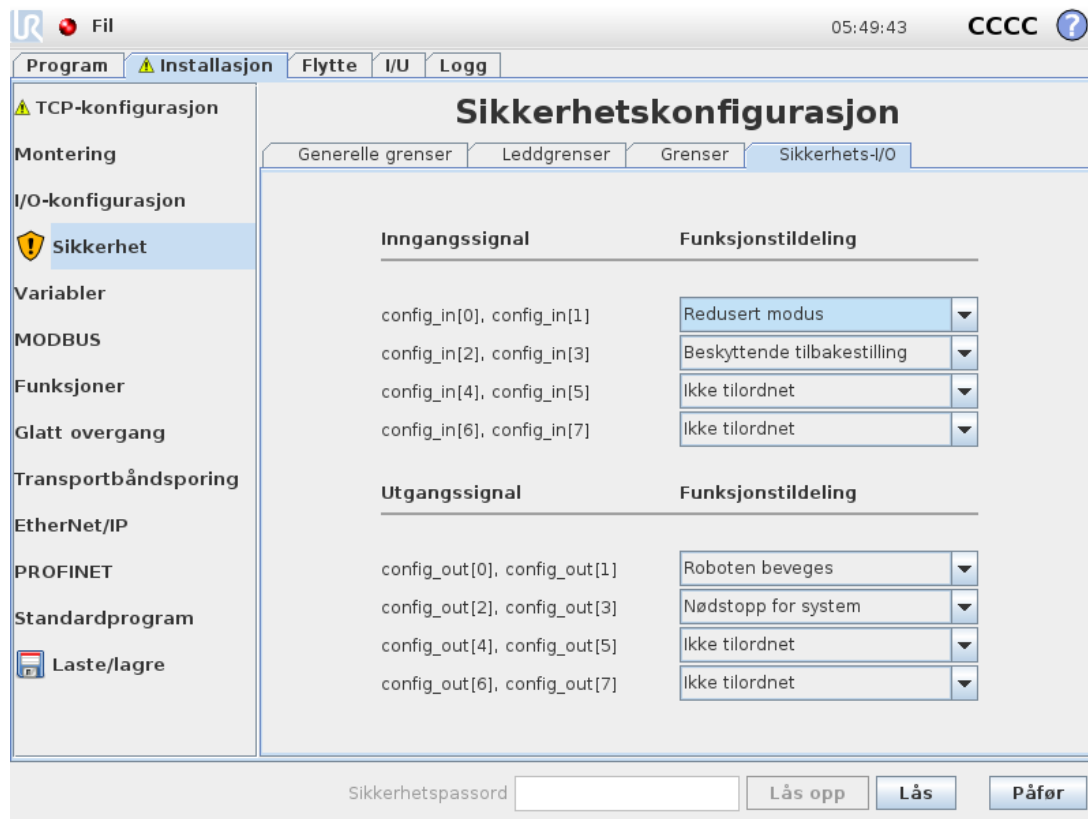 Fil 05:49:43 CCCC ?
Program Installasjon Flytte I/U Logg
TCP-konfigurasjon
Montering
I/O-konfigurasjon
Sikkerhet
Variabler
MODBUS
Funksjoner
Glatt overgang
Transportbåndsporing
EtherNet/IP
PROFINET
Standardprogram
Laste/lagre
Sikkerhetskonfigurasjon
Generelle grenser Leddgrenser Grenser Sikkerhets-I/O
Inngangssignal Funksjonstildeling
config_in[0], config_in[1] Redusert modus
config_in[2], config_in[3] Beskyttende tilbakestilling
config_in[4], config_in[5] Ikke tilordnet
config_in[6], config_in[7] Ikke tilordnet
Utgangssignal Funksjonstildeling
config_out[0], config_out[1] Roboten beveges
config_out[2], config_out[3] Nødstopp for system
config_out[4], config_out[5] Ikke tilordnet
config_out[6], config_out[7] Ikke tilordnet
Sikkerhetspassord Lås opp Lås Påfør